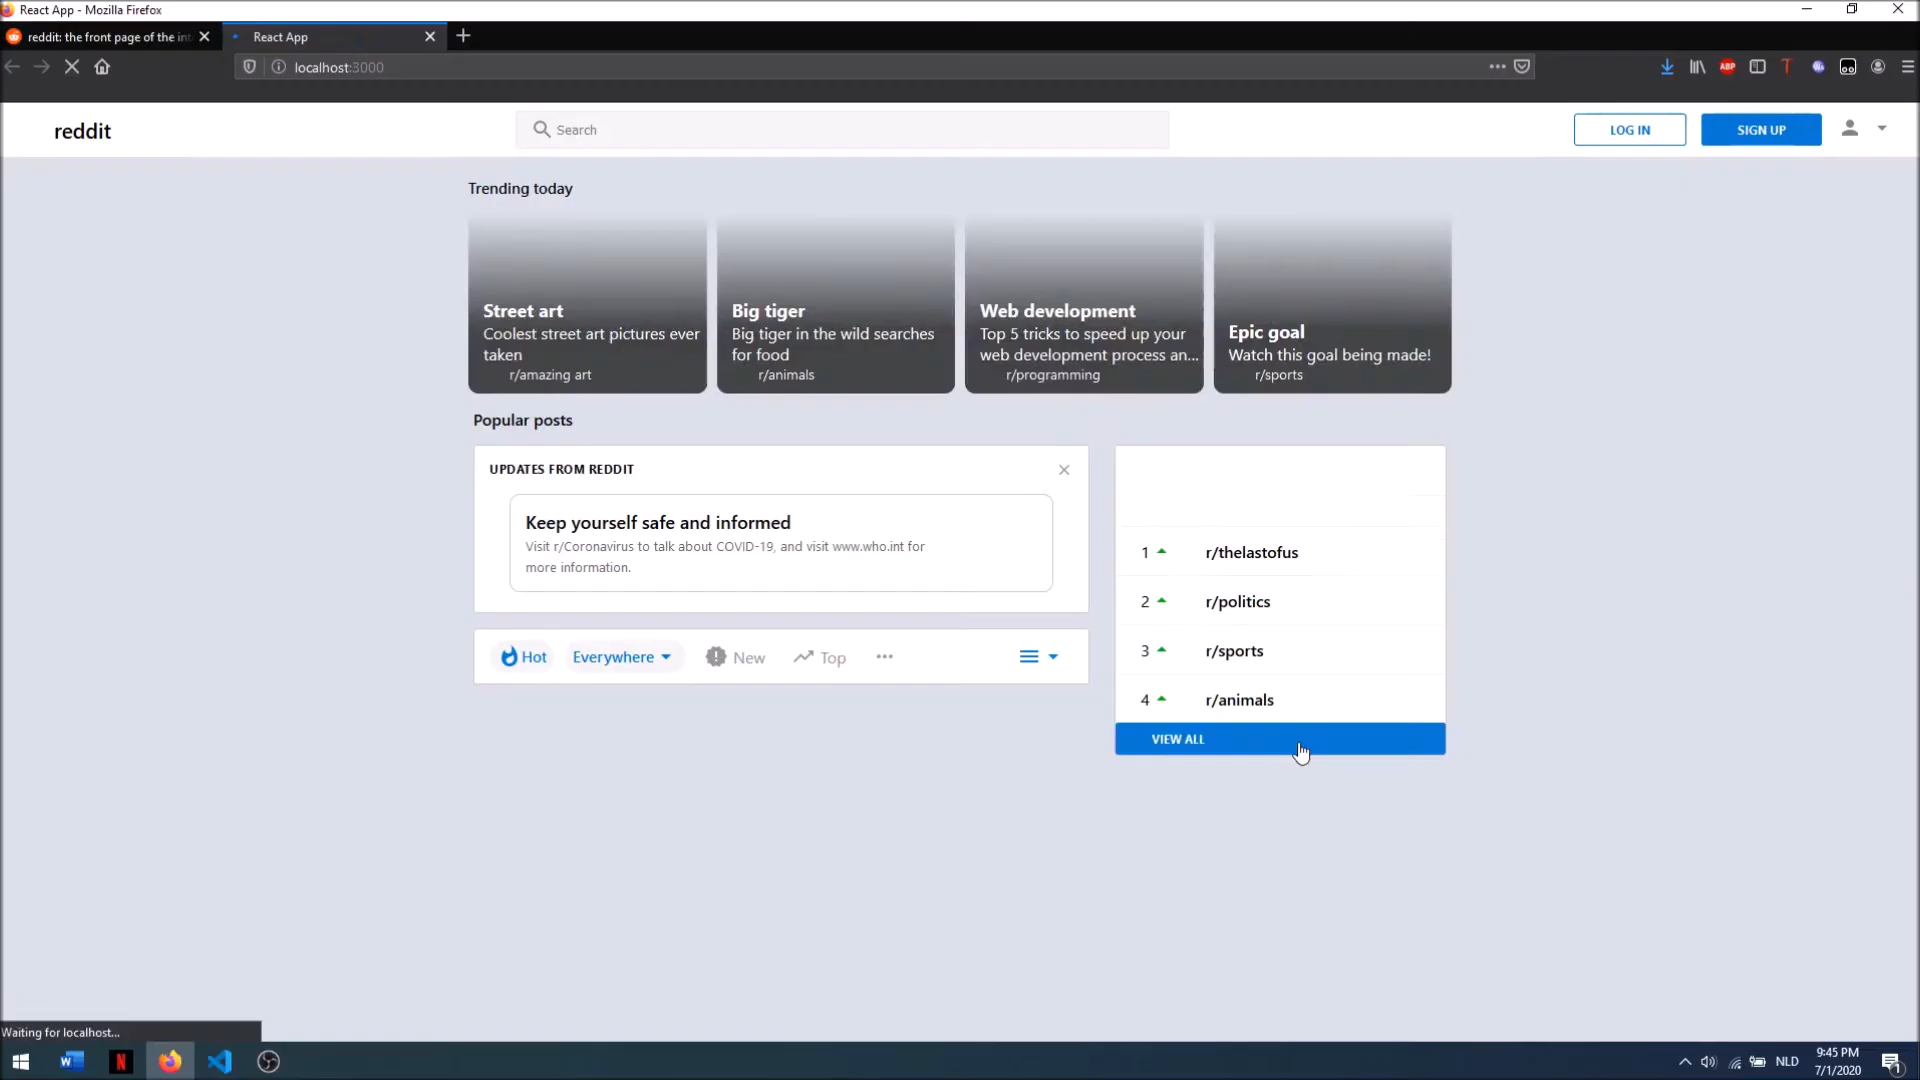 React App - Mozilla Firefox
reddit: the front page of the int
React App
localhost:3000
ABP
reddit
Search
LOG IN
SIGN UP
Trending today
Street art
Coolest street art pictures ever
taken
r/amazing art
Big tiger
Big tiger in the wild searches
for food
r/animals
Web development
Top 5 tricks to speed up your
web development process an...
r/programming
Epic goal
Watch this goal being made!
r/sports
Popular posts
UPDATES FROM REDDIT
Keep yourself safe and informed
Visit r/Coronavirus to talk about COVID-19, and visit www.who.int for
more information.
Hot
Everywhere
New
Top
1 r/thelastofus
2 r/politics
3 r/sports
4 r/animals
VIEW ALL
Waiting for localhost...
NLD
9:45 PM
7/1/2020
1